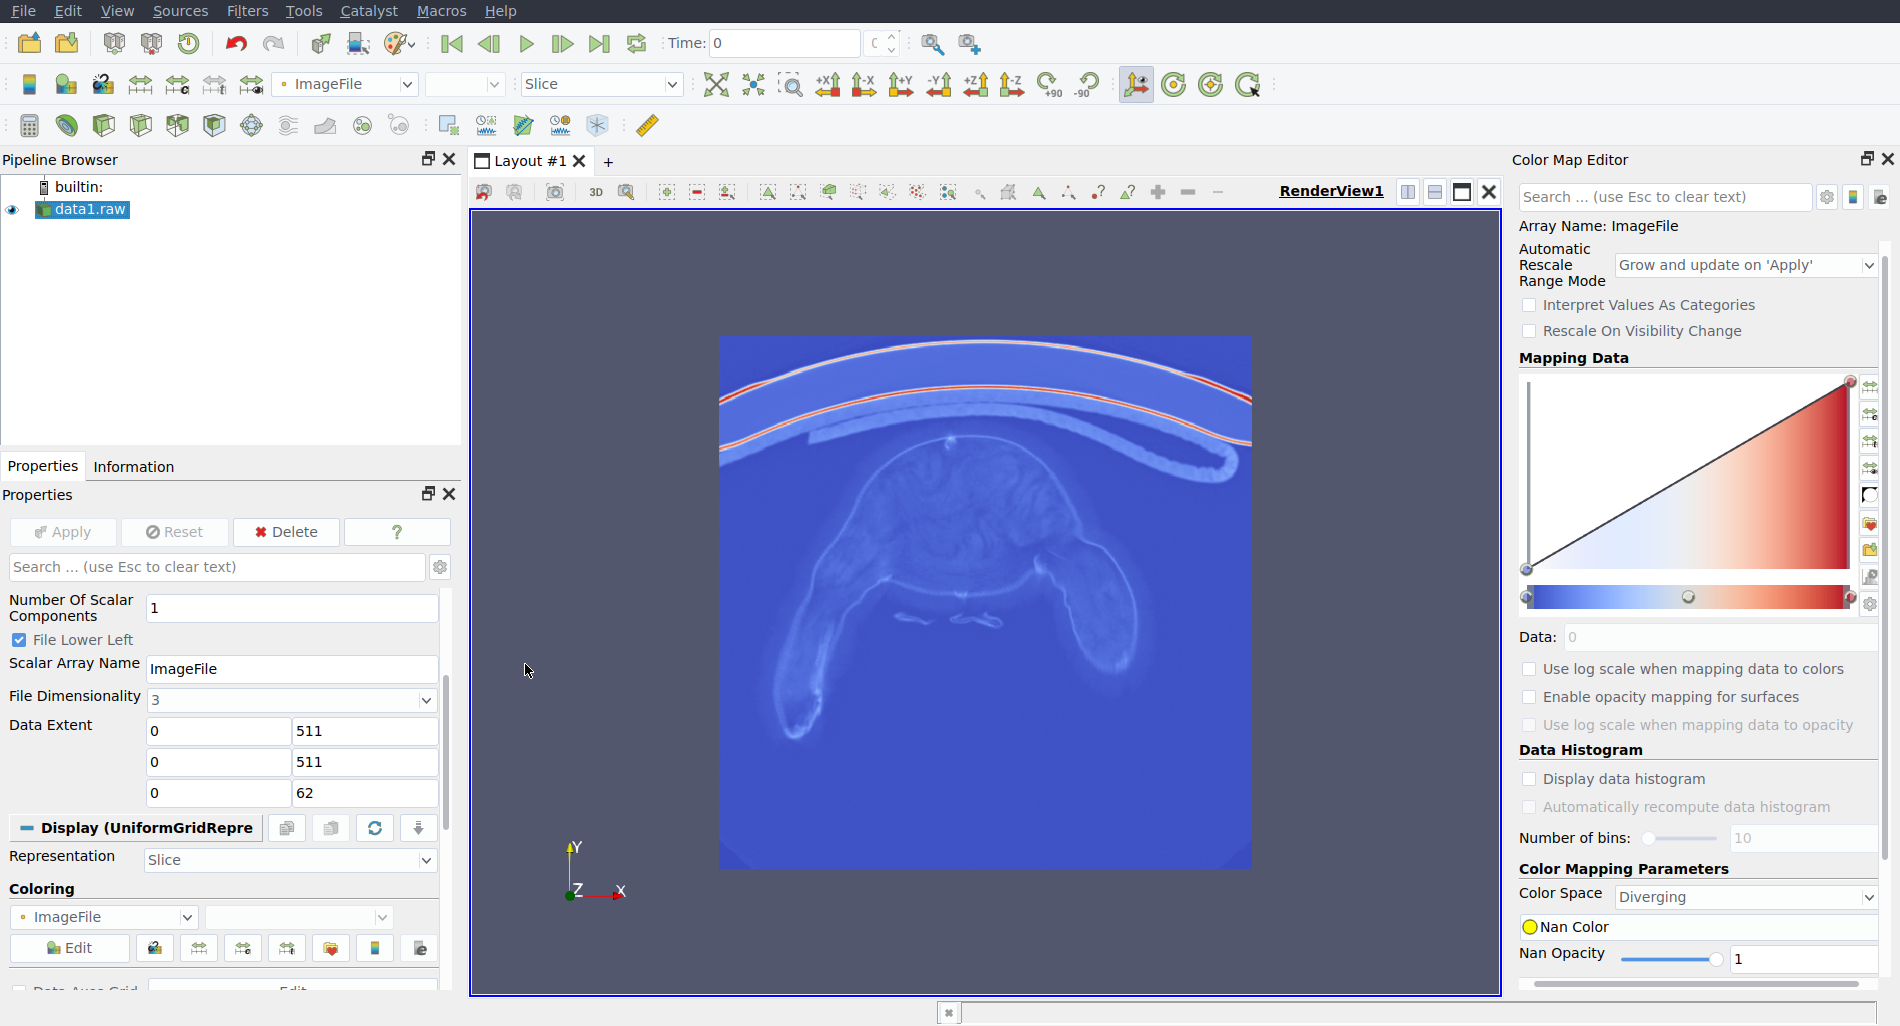 File Edit View Sources Filters Tools Catalyst Macros Help
Time: 0
ImageFile Slice +X -X +Y -Y +Z -Z +90 -90
Pipeline Browser
builtin:
data1.raw
Properties Information
Properties
Apply Reset Delete ?
Search ... (use Esc to clear text)
Number Of Scalar
Components 1
File Lower Left
Scalar Array Name ImageFile
File Dimensionality 3
Data Extent 0 511
0 511
0 62
Display (UniformGridRepre
Representation Slice
Coloring
ImageFile
Edit
Data Axes Grid Edit
Layout #1 +
3D RenderView1
Y
Z X
Color Map Editor
Search ... (use Esc to clear text)
Array Name: ImageFile
Automatic
Rescale
Range Mode Grow and update on 'Apply'
Interpret Values As Categories
Rescale On Visibility Change
Mapping Data
Data: 0
Use log scale when mapping data to colors
Enable opacity mapping for surfaces
Use log scale when mapping data to opacity
Data Histogram
Display data histogram
Automatically recompute data histogram
Number of bins: 10
Color Mapping Parameters
Color Space Diverging
Nan Color
Nan Opacity 1